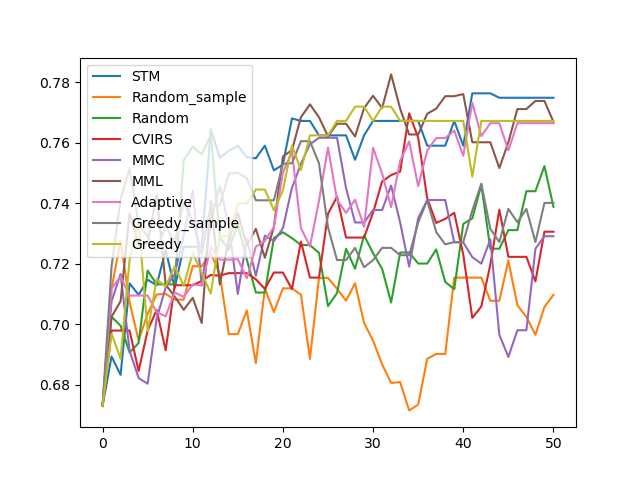 0.78
0.76
0.74
0.72
0.70
0.68
STM
Random_sample
Random
CVIRS
MMC
MML
Adaptive
Greedy_sample
Greedy
0 10 20 30 40 50